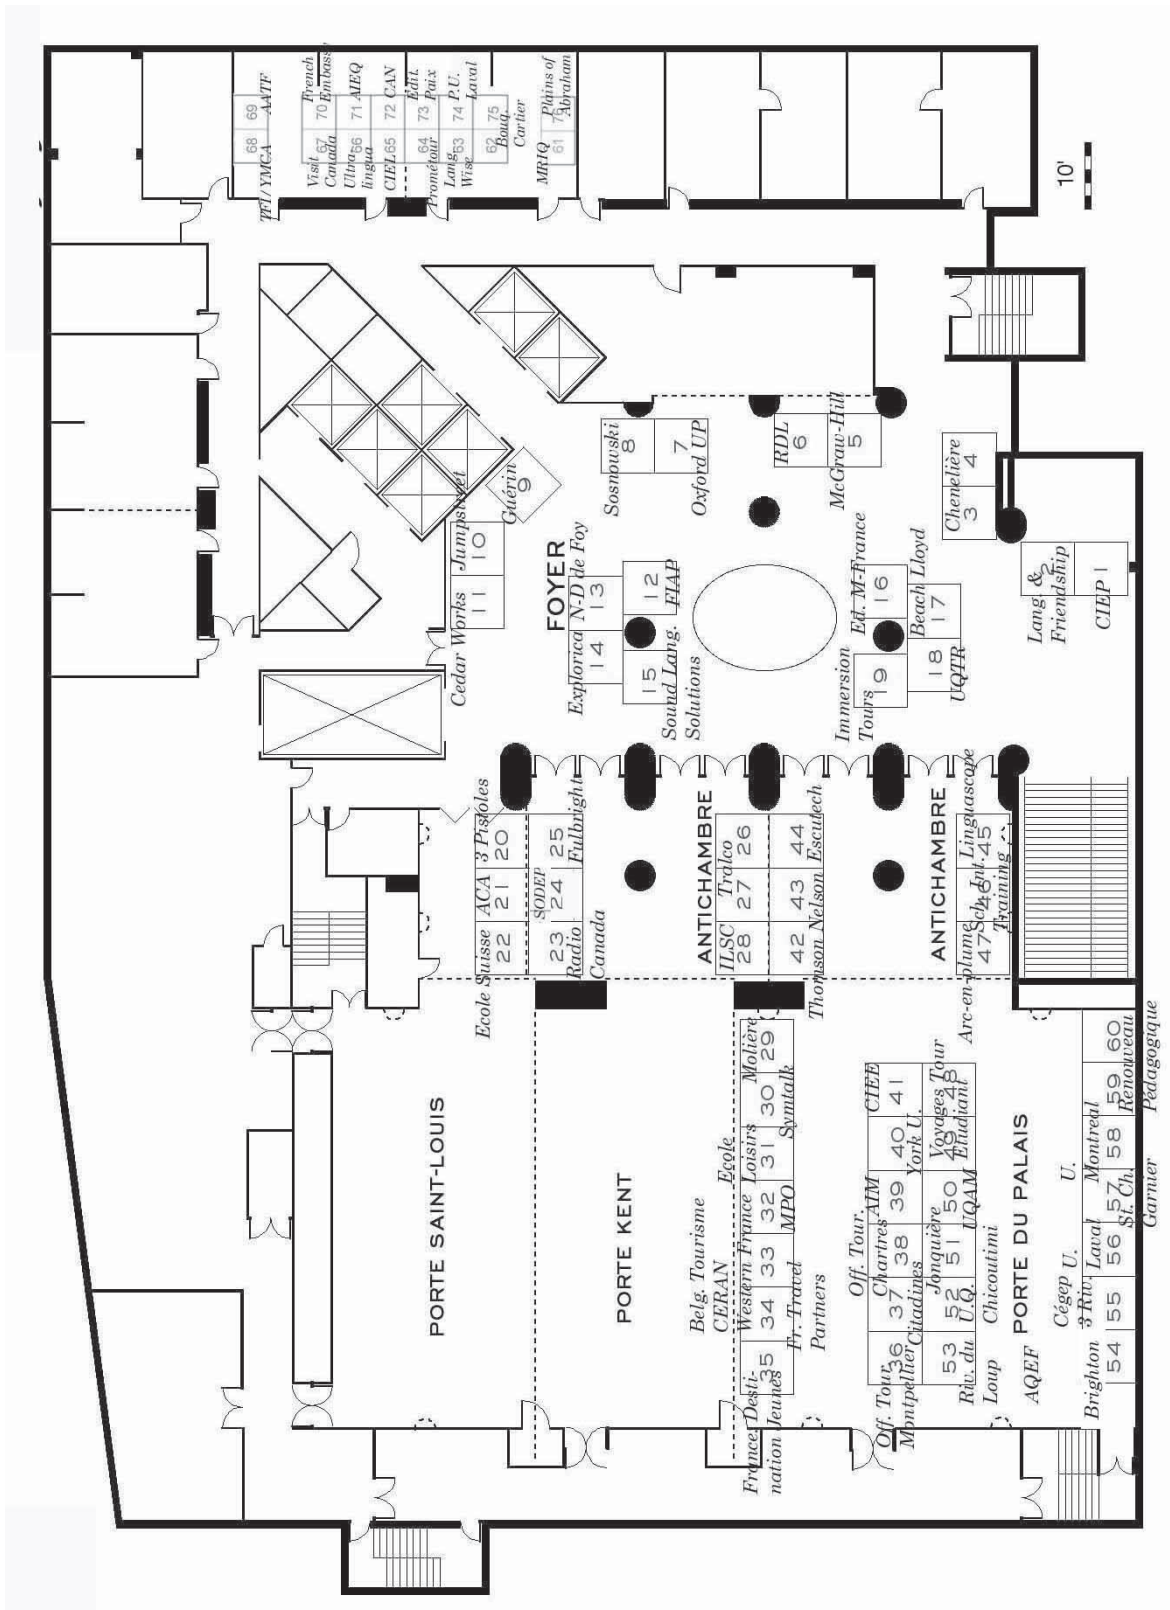 69
AATF
68
TFI / YMCA
French
Embassy
70
67
Visit
Canada
AIEQ
71
66
Ultra-
lingua
CAN
72
65
CIEL
Edit.
Paix
73
64
Prométour
P.U.
Laval
74
63
Lang.
Wise
75
62
Bouq.
Cartier
Plains of
Abraham
76
61
MRIQ
10'
Sosnowski
8
7
Oxford UP
RDL
6
5
McGraw-Hill
Chenelière
4
3
Guérin
9
Jumpstreet
10
11
Cedar Works
FOYER
N-D de Foy
13
14
Explorica
12
FIAP
15
Sound Lang.
Solutions
Ed. M-France
16
Beach Lloyd
17
18
UQTR
19
Immersion
Tours
Lang. &
Friendship
2
1
CIEP
3 Pistoles
20
ACA
21
Ecole Suisse
22
25
Fulbright
SODEP
24
23
Radio
Canada
ANTICHAMBRE
Tralco
26
27
ILSC
28
44
Escutech
43
Nelson
42
Thomson
ANTICHAMBRE
Linguascope
45
Sch. Int.
Training
46
Arc-en-plume
47
PORTE SAINT-LOUIS
PORTE KENT
Molière
29
30
Symtalk
Ecole
Loisirs
31
32
MPO
Western France
33
Belg. Tourisme
CERAN
34
Fr. Travel
Partners
35
France, Desti-
nation Jeunes
CIEE
41
40
York U.
AIM
39
Off. Tour.
Chartres
38
37
Citadines
36
Off. Tour.
Montpellier
Voyages Tour
Etudiant
48
49
50
UQAM
Jonquière
51
52
U.Q.
Chicoutimi
53
Riv. du
Loup
PORTE DU PALAIS
AQEF
60
Renouveau
Pédagogique
59
U.
Montreal
58
57
St. Ch.
Garnier
U.
Laval
56
Cégep
3 Riv.
55
54
Brighton